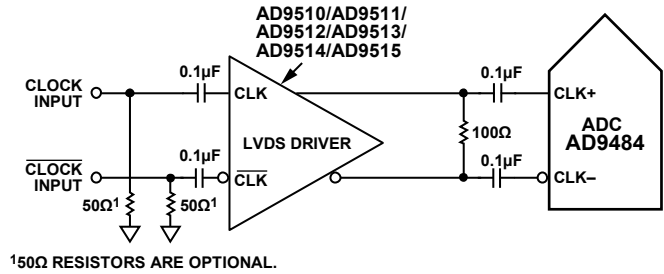 AD9510/AD9511/
AD9512/AD9513/
AD9514/AD9515
0.1µF
0.1µF
CLOCK
INPUT
CLK
CLK+
ADC
AD9484
100Ω
LVDS DRIVER
0.1µF
0.1µF
CLOCK
INPUT
CLK
CLK–
50Ω¹
50Ω¹
¹50Ω RESISTORS ARE OPTIONAL.